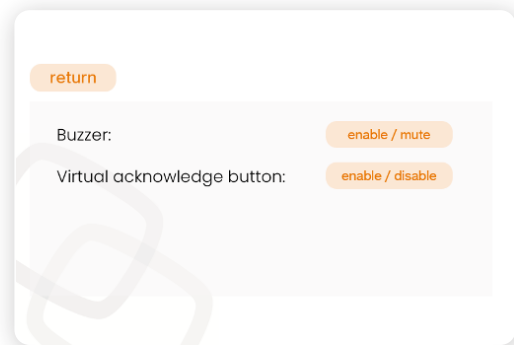 return
Buzzer: enable / mute
Virtual acknowledge button: enable / disable